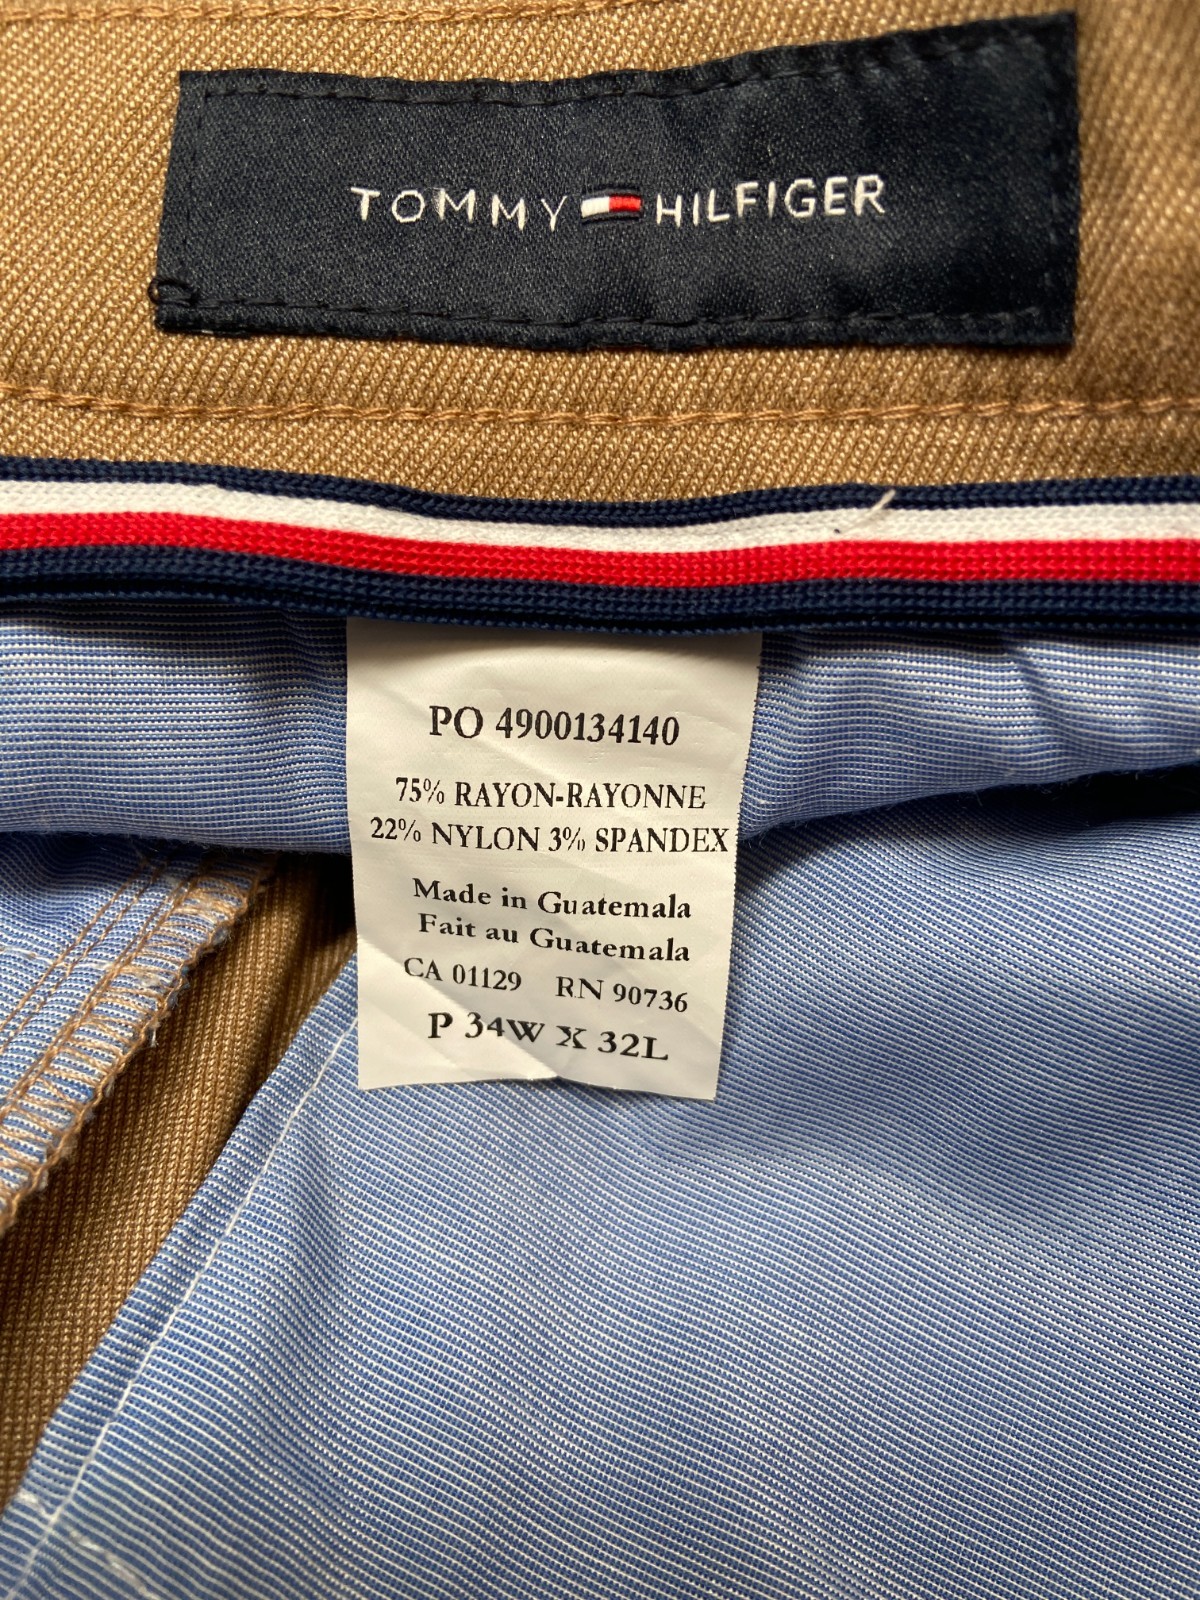 TOMMY HILFIGER
PO 4900134140
75% RAYON-RAYONNE
22% NYLON 3% SPANDEX
Made in Guatemala
Fait au Guatemala
CA 01129 RN 90736
P 34W X 32L